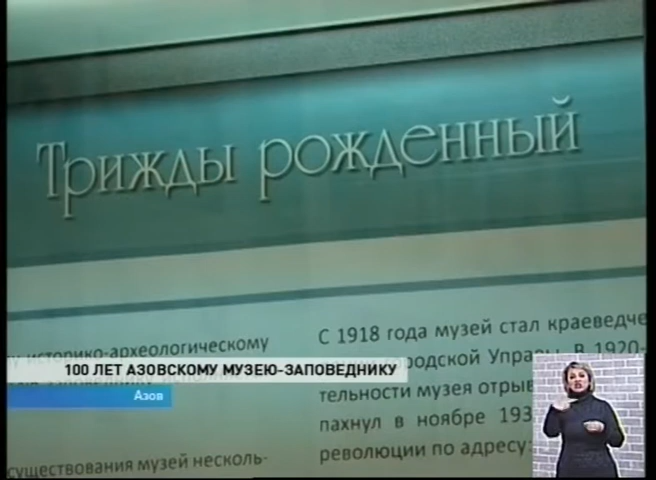 Трижды рожденный
историко-археологическому
С 1918 года музей стал краеведче
городской Управы. В 1920-
100 ЛЕТ АЗОВСКОМУ МУЗЕЮ-ЗАПОВЕДНИКУ
Азов
тельности музея отрыв
пахнул в ноябре 193
революции по адресу:
существования музей несколь-